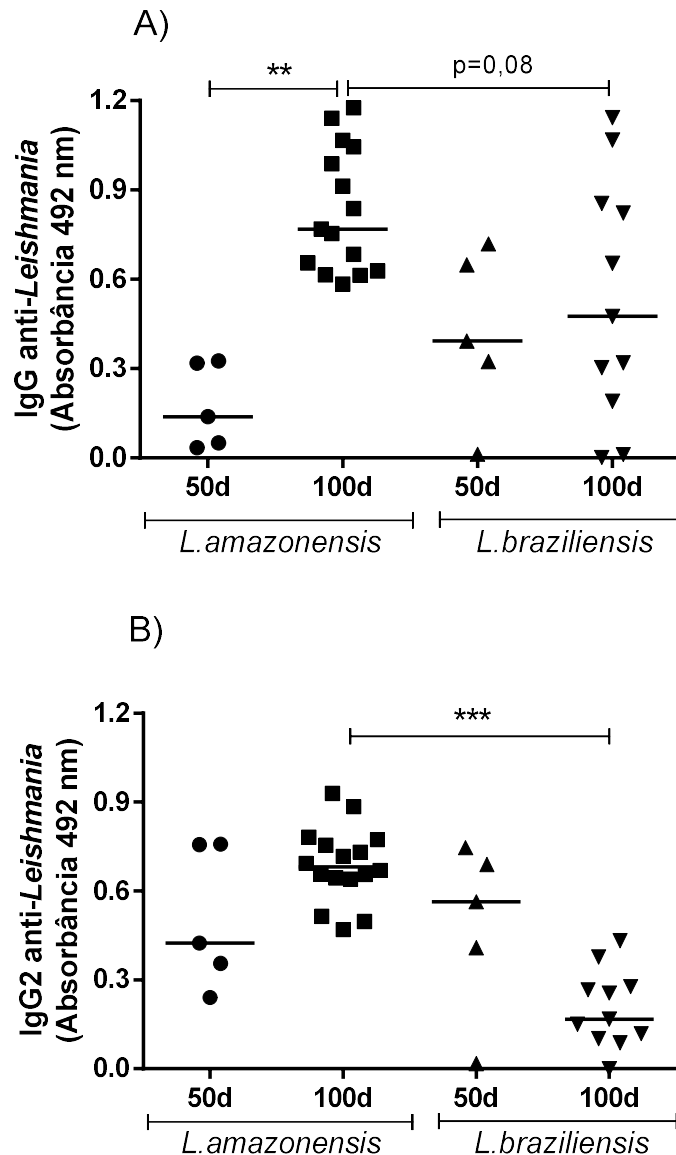 A)
** p=0,08
IgG anti-Leishmania
(Absorbância 492 nm)
1.2
0.9
0.6
0.3
0.0
50d 100d 50d 100d
L.amazonensis L.braziliensis
B)
***
IgG2 anti-Leishmania
(Absorbância 492 nm)
1.2
0.9
0.6
0.3
0.0
50d 100d 50d 100d
L.amazonensis L.braziliensis